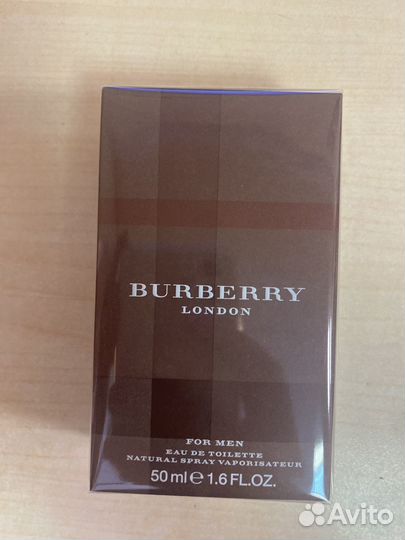 BURBERRY
LONDON
FOR MEN
EAU DE TOILETTE
NATURAL SPRAY VAPORISATEUR
50 ml ℮ 1.6 FL.OZ.
Avito